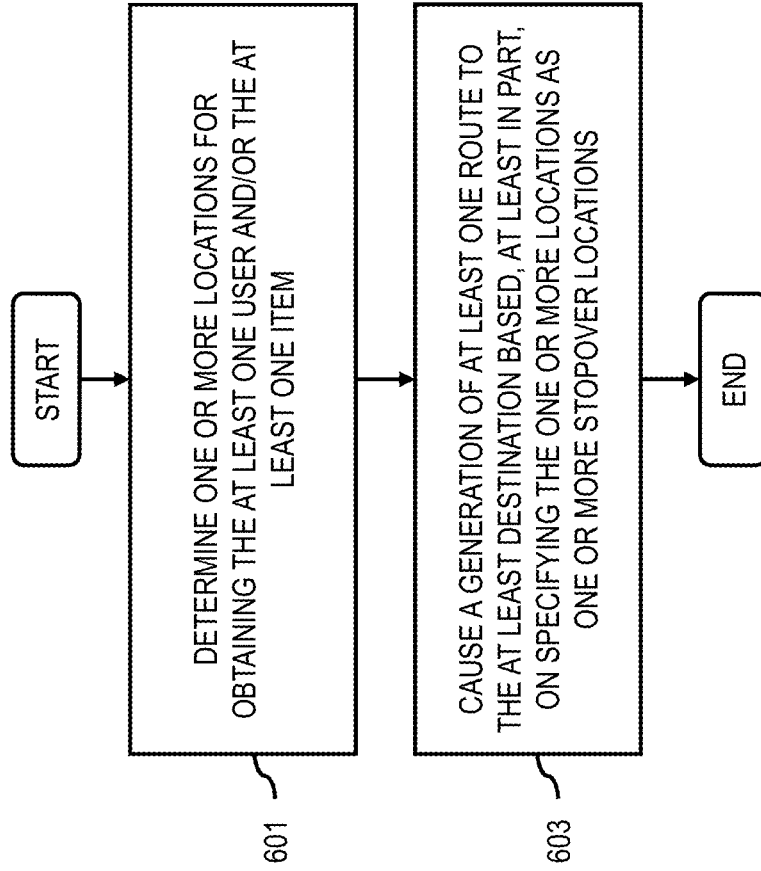 START
DETERMINE ONE OR MORE LOCATIONS FOR
OBTAINING THE AT LEAST ONE USER AND/OR THE AT
LEAST ONE ITEM
601
CAUSE A GENERATION OF AT LEAST ONE ROUTE TO
THE AT LEAST DESTINATION BASED, AT LEAST IN PART,
ON SPECIFYING THE ONE OR MORE LOCATIONS AS
ONE OR MORE STOPOVER LOCATIONS
603
END